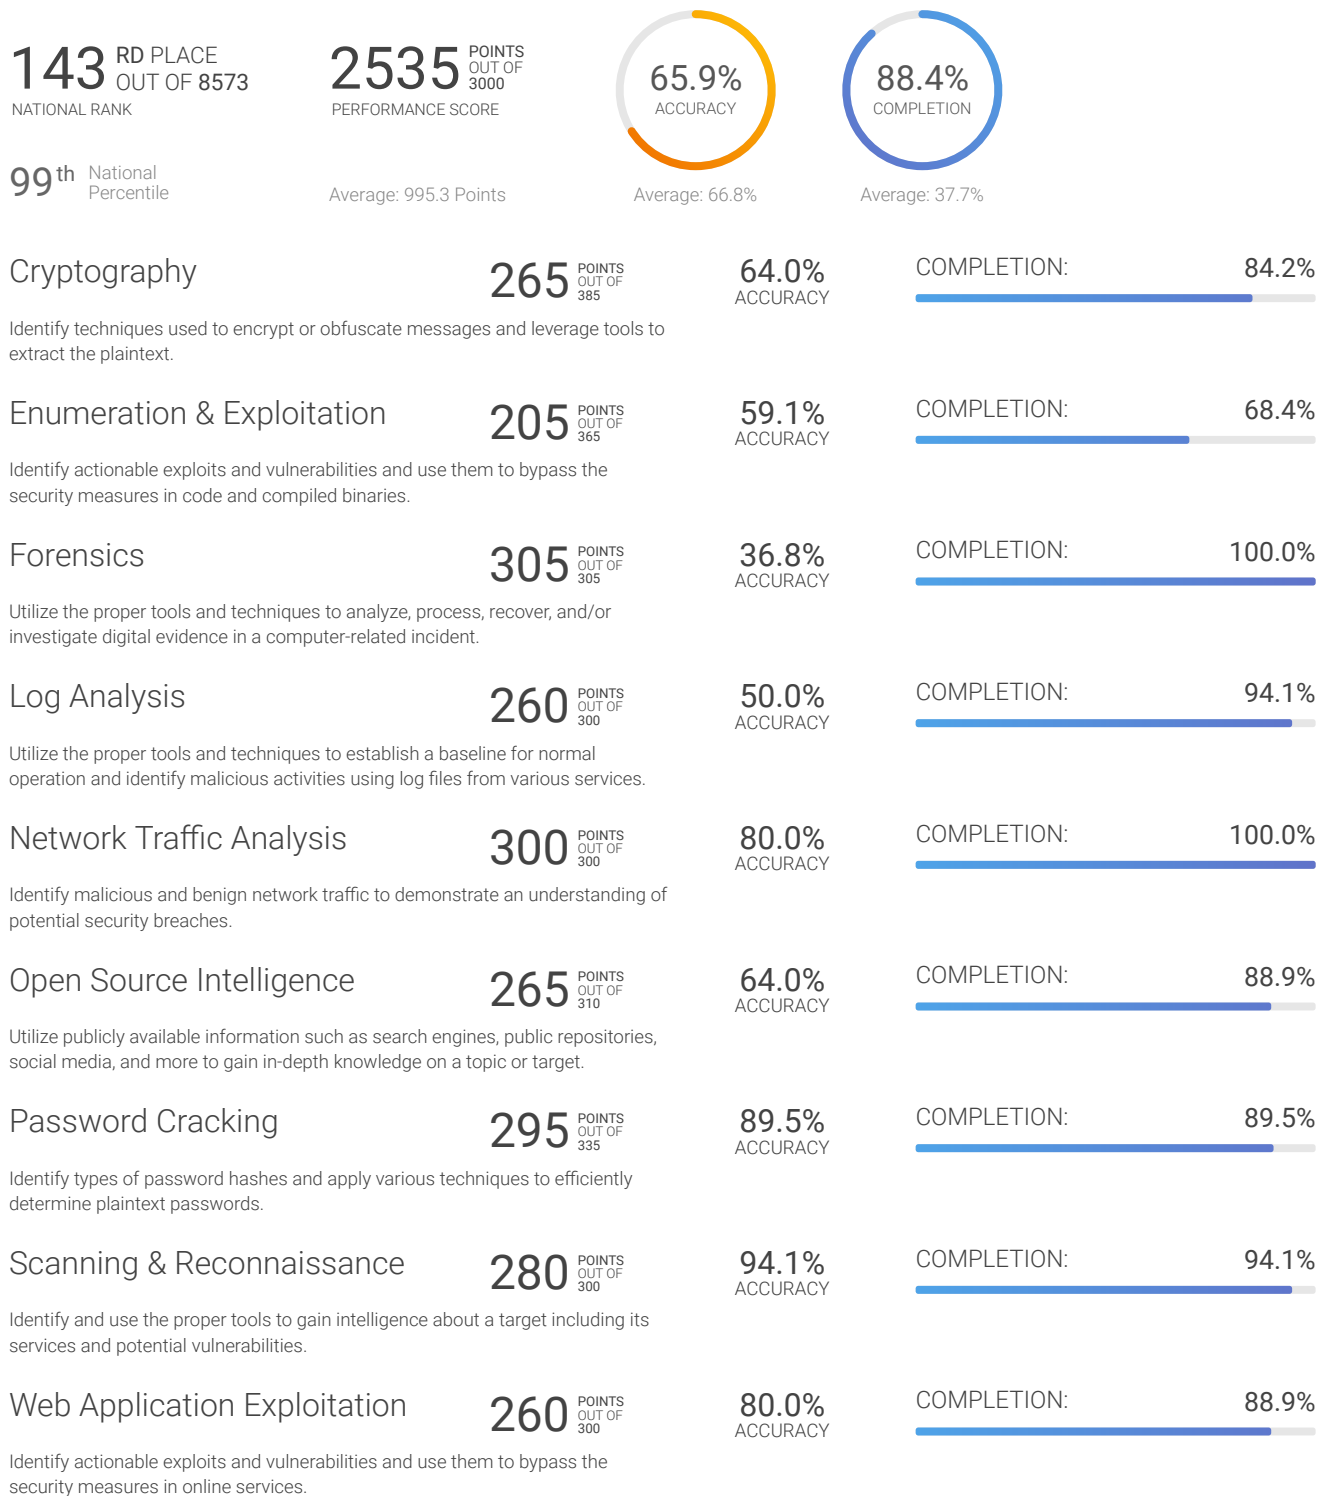 143 RD PLACE
OUT OF 8573
NATIONAL RANK
99th National
Percentile
2535 POINTS
OUT OF
3000
PERFORMANCE SCORE
Average: 995.3 Points
65.9%
ACCURACY
Average: 66.8%
88.4%
COMPLETION
Average: 37.7%
Cryptography
265 POINTS
OUT OF
385
64.0%
ACCURACY
COMPLETION: 84.2%
Identify techniques used to encrypt or obfuscate messages and leverage tools to
extract the plaintext.
Enumeration & Exploitation
205 POINTS
OUT OF
365
59.1%
ACCURACY
COMPLETION: 68.4%
Identify actionable exploits and vulnerabilities and use them to bypass the
security measures in code and compiled binaries.
Forensics
305 POINTS
OUT OF
305
36.8%
ACCURACY
COMPLETION: 100.0%
Utilize the proper tools and techniques to analyze, process, recover, and/or
investigate digital evidence in a computer-related incident.
Log Analysis
260 POINTS
OUT OF
300
50.0%
ACCURACY
COMPLETION: 94.1%
Utilize the proper tools and techniques to establish a baseline for normal
operation and identify malicious activities using log files from various services.
Network Traffic Analysis
300 POINTS
OUT OF
300
80.0%
ACCURACY
COMPLETION: 100.0%
Identify malicious and benign network traffic to demonstrate an understanding of
potential security breaches.
Open Source Intelligence
265 POINTS
OUT OF
310
64.0%
ACCURACY
COMPLETION: 88.9%
Utilize publicly available information such as search engines, public repositories,
social media, and more to gain in-depth knowledge on a topic or target.
Password Cracking
295 POINTS
OUT OF
335
89.5%
ACCURACY
COMPLETION: 89.5%
Identify types of password hashes and apply various techniques to efficiently
determine plaintext passwords.
Scanning & Reconnaissance
280 POINTS
OUT OF
300
94.1%
ACCURACY
COMPLETION: 94.1%
Identify and use the proper tools to gain intelligence about a target including its
services and potential vulnerabilities.
Web Application Exploitation
260 POINTS
OUT OF
300
80.0%
ACCURACY
COMPLETION: 88.9%
Identify actionable exploits and vulnerabilities and use them to bypass the
security measures in online services.